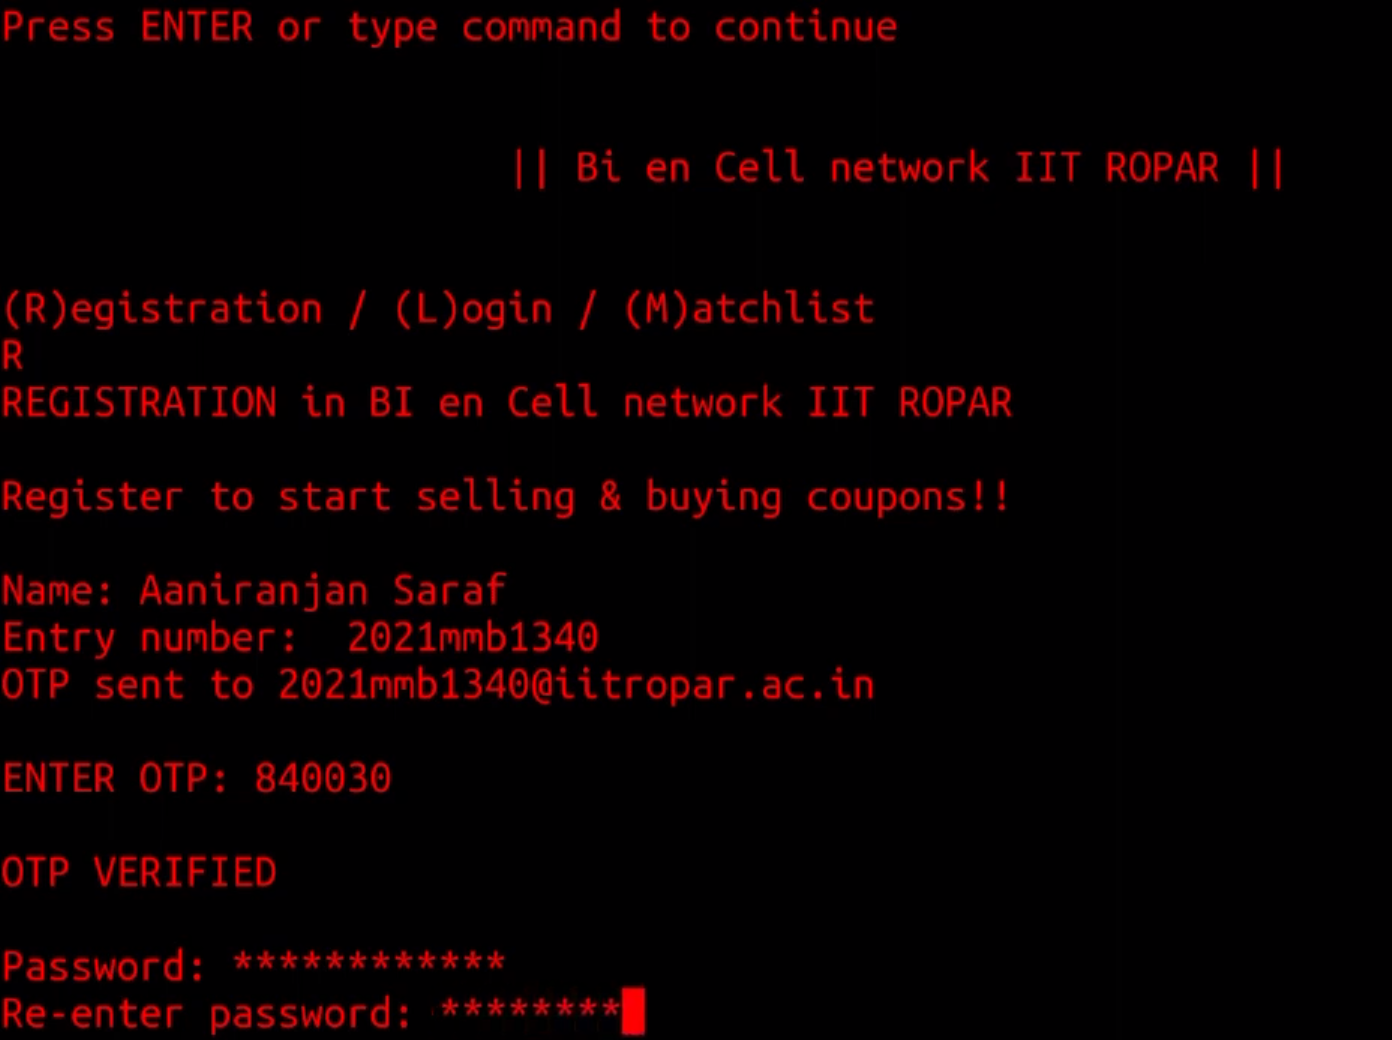 Press ENTER or type command to continue
|| Bi en Cell network IIT ROPAR ||
(R)egistration / (L)ogin / (M)atchlist
R
REGISTRATION in BI en Cell network IIT ROPAR
Register to start selling & buying coupons!!
Name: Aaniranjan Saraf
Entry number:  2021mmb1340
OTP sent to 2021mmb1340@iitropar.ac.in
ENTER OTP: 840030
OTP VERIFIED
Password: ************
Re-enter password: ********